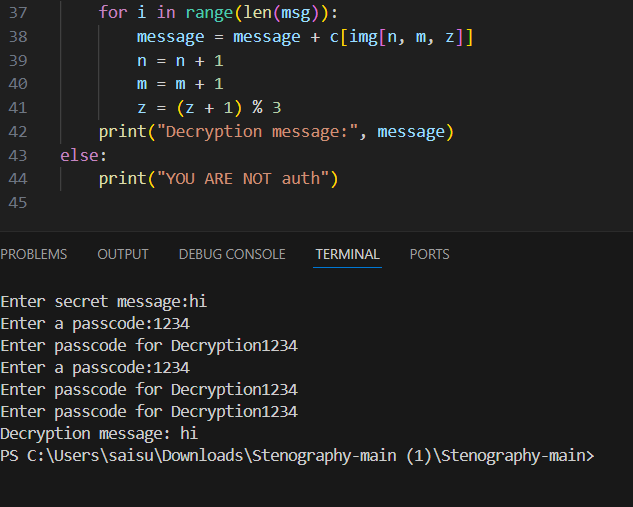 37 for i in range(len(msg)):
38 message = message + c[img[n, m, z]]
39 n = n + 1
40 m = m + 1
41 z = (z + 1) % 3
42 print("Decryption message:", message)
43 else:
44 print("YOU ARE NOT auth")
45
PROBLEMS OUTPUT DEBUG CONSOLE TERMINAL PORTS
Enter secret message:hi
Enter a passcode:1234
Enter passcode for Decryption1234
Enter a passcode:1234
Enter passcode for Decryption1234
Enter passcode for Decryption1234
Decryption message: hi
PS C:\Users\saisu\Downloads\Stenography-main (1)\Stenography-main>